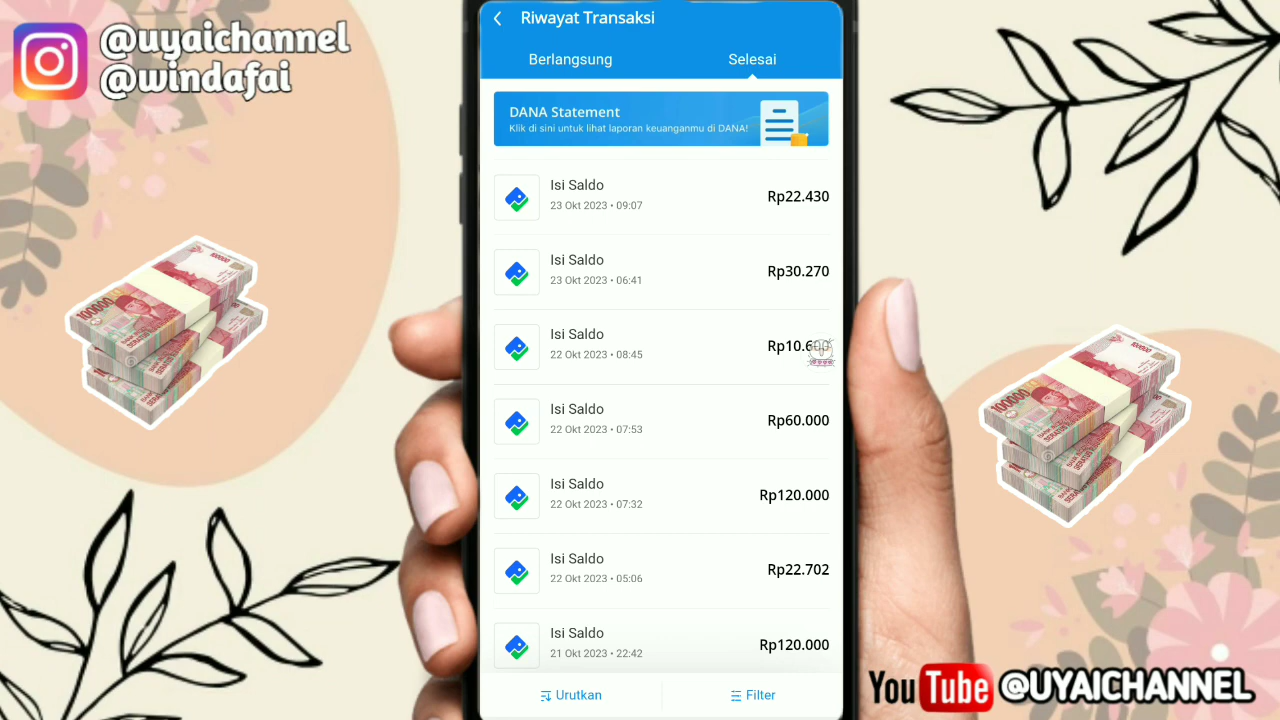 @uyaichannel
@windafai
Riwayat Transaksi
Berlangsung
Selesai
DANA Statement
Klik di sini untuk lihat laporan keuanganmu di DANA!
Isi Saldo
Rp22.430
23 Okt 2023 • 09:07
Isi Saldo
Rp30.270
23 Okt 2023 • 06:41
Isi Saldo
Rp10.600
22 Okt 2023 • 08:45
Isi Saldo
Rp60.000
22 Okt 2023 • 07:53
Isi Saldo
Rp120.000
22 Okt 2023 • 07:32
Isi Saldo
Rp22.702
22 Okt 2023 • 05:06
Isi Saldo
Rp120.000
21 Okt 2023 • 22:42
Urutkan
Filter
100000
100000
YouTube @UYAICHANNEL